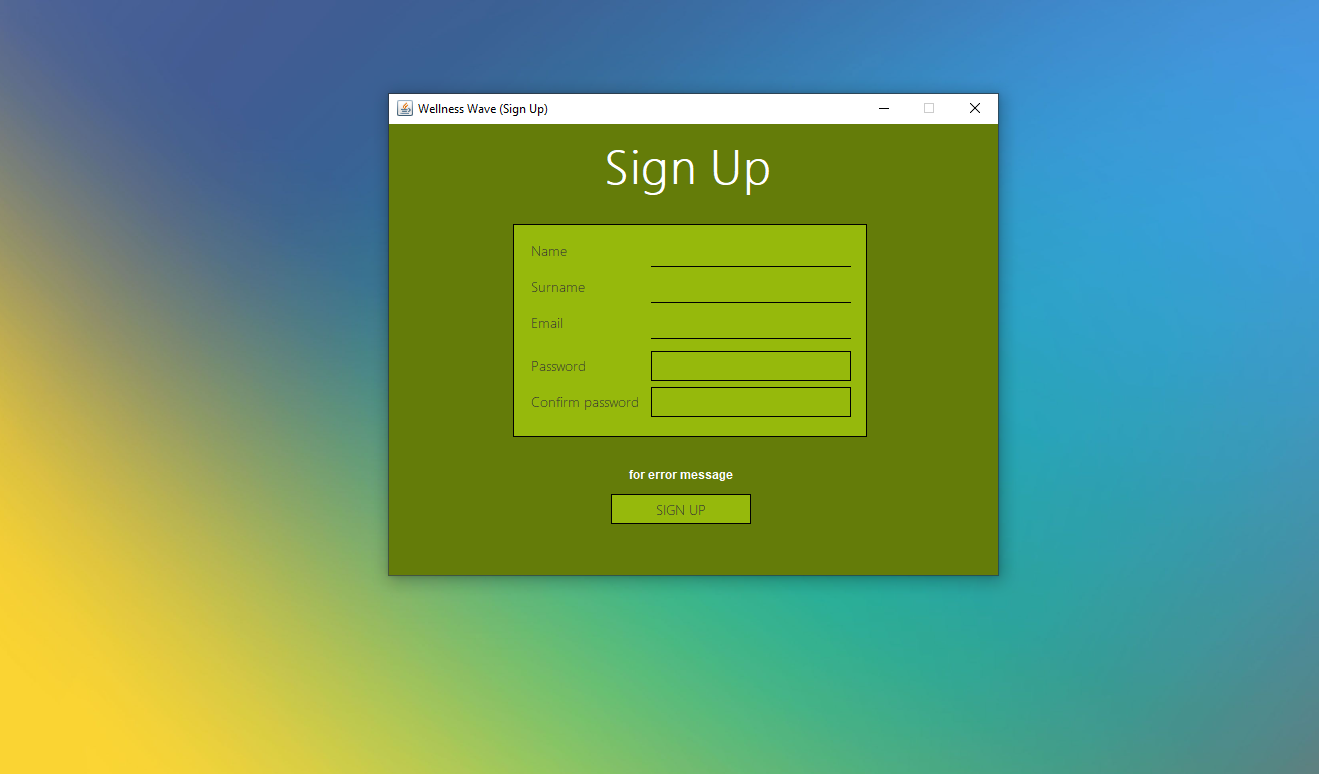 Wellness Wave (Sign Up)
Sign Up
Name
Surname
Email
Password
Confirm password
for error message
SIGN UP